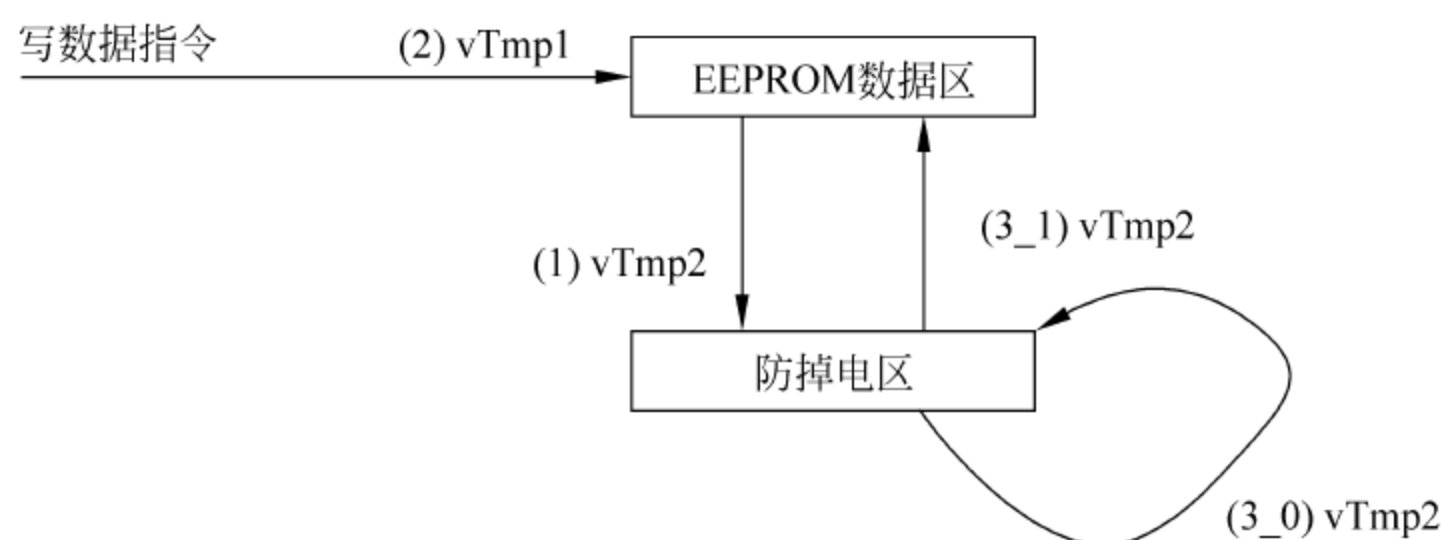 写数据指令
(2) vTmp1
EEPROM数据区
(3_1) vTmp2
(1) vTmp2
防掉电区
(3_0) vTmp2